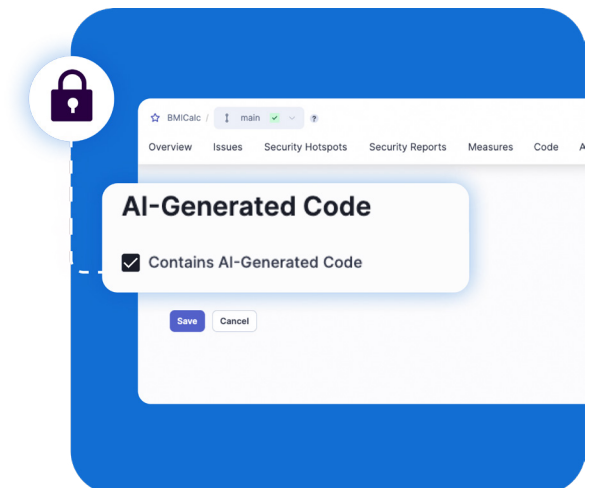 BMICalc / main
Overview Issues Security Hotspots Security Reports Measures Code A
AI-Generated Code
Contains AI-Generated Code
Save Cancel